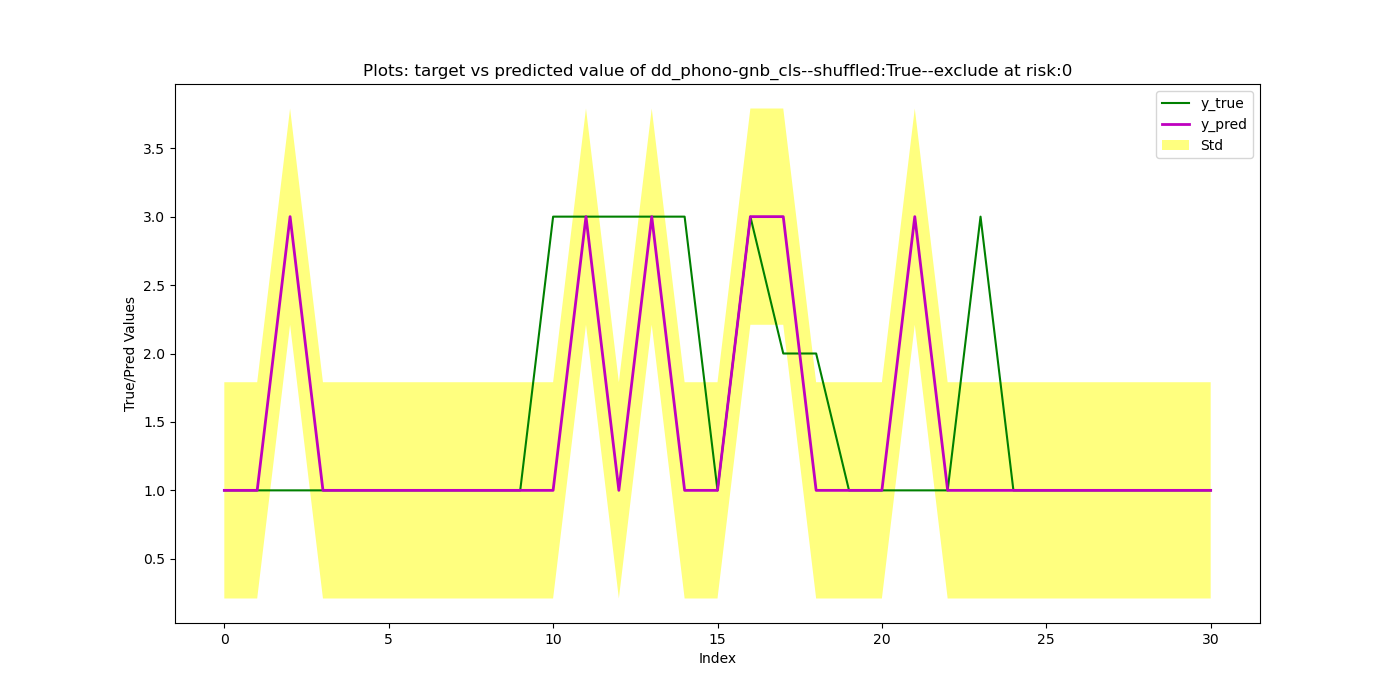 Plots: target vs predicted value of dd_phono-gnb_cls--shuffled:True--exclude at risk:0
y_true
y_pred
Std
3.5
3.0
2.5
2.0
1.5
1.0
0.5
True/Pred Values
0 5 10 15 20 25 30
Index